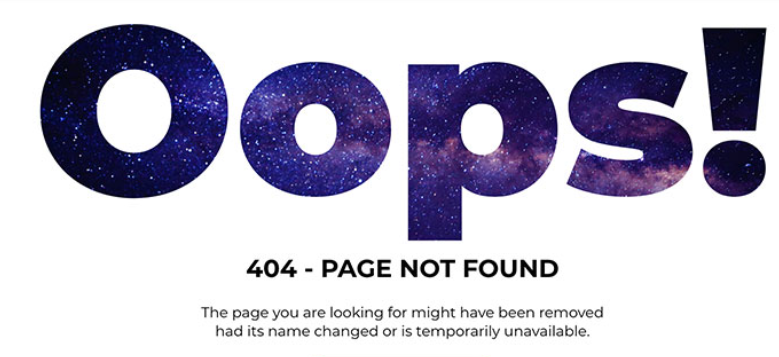 Oops!
404 - PAGE NOT FOUND
The page you are looking for might have been removed
had its name changed or is temporarily unavailable.